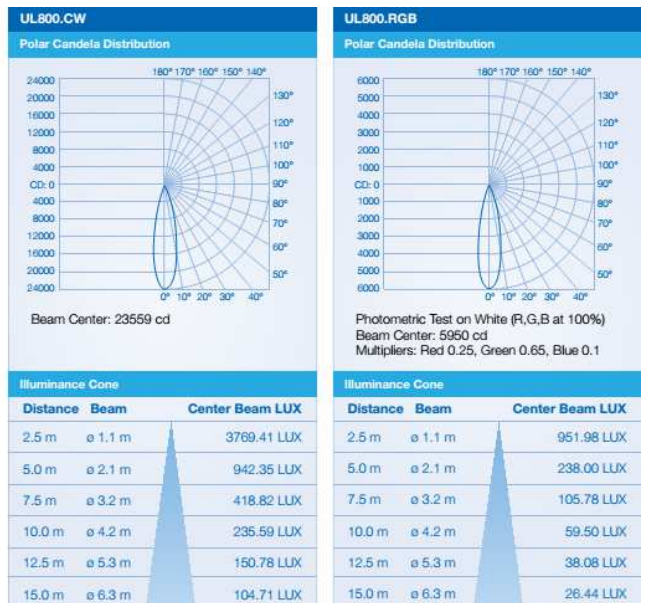 UL800.CW
Polar Candela Distribution
180° 170° 160° 150° 140°
24000
20000
16000
12000
8000
4000
CD: 0
4000
8000
12000
16000
20000
24000
130°
120°
110°
100°
90°
80°
70°
60°
50°
0° 10° 20° 30° 40°
Beam Center: 23559 cd
Illuminance Cone
Distance Beam Center Beam LUX
2.5 m ø 1.1 m 3769.41 LUX
5.0 m ø 2.1 m 942.35 LUX
7.5 m ø 3.2 m 418.82 LUX
10.0 m ø 4.2 m 235.59 LUX
12.5 m ø 5.3 m 150.78 LUX
15.0 m ø 6.3 m 104.71 LUX
UL800.RGB
Polar Candela Distribution
180° 170° 160° 150° 140°
6000
5000
4000
3000
2000
1000
CD: 0
1000
2000
3000
4000
5000
6000
130°
120°
110°
100°
90°
80°
70°
60°
50°
0° 10° 20° 30° 40°
Photometric Test on White (R,G,B at 100%)
Beam Center: 5950 cd
Multipliers: Red 0.25, Green 0.65, Blue 0.1
Illuminance Cone
Distance Beam Center Beam LUX
2.5 m ø 1.1 m 951.98 LUX
5.0 m ø 2.1 m 238.00 LUX
7.5 m ø 3.2 m 105.78 LUX
10.0 m ø 4.2 m 59.50 LUX
12.5 m ø 5.3 m 38.08 LUX
15.0 m ø 6.3 m 26.44 LUX